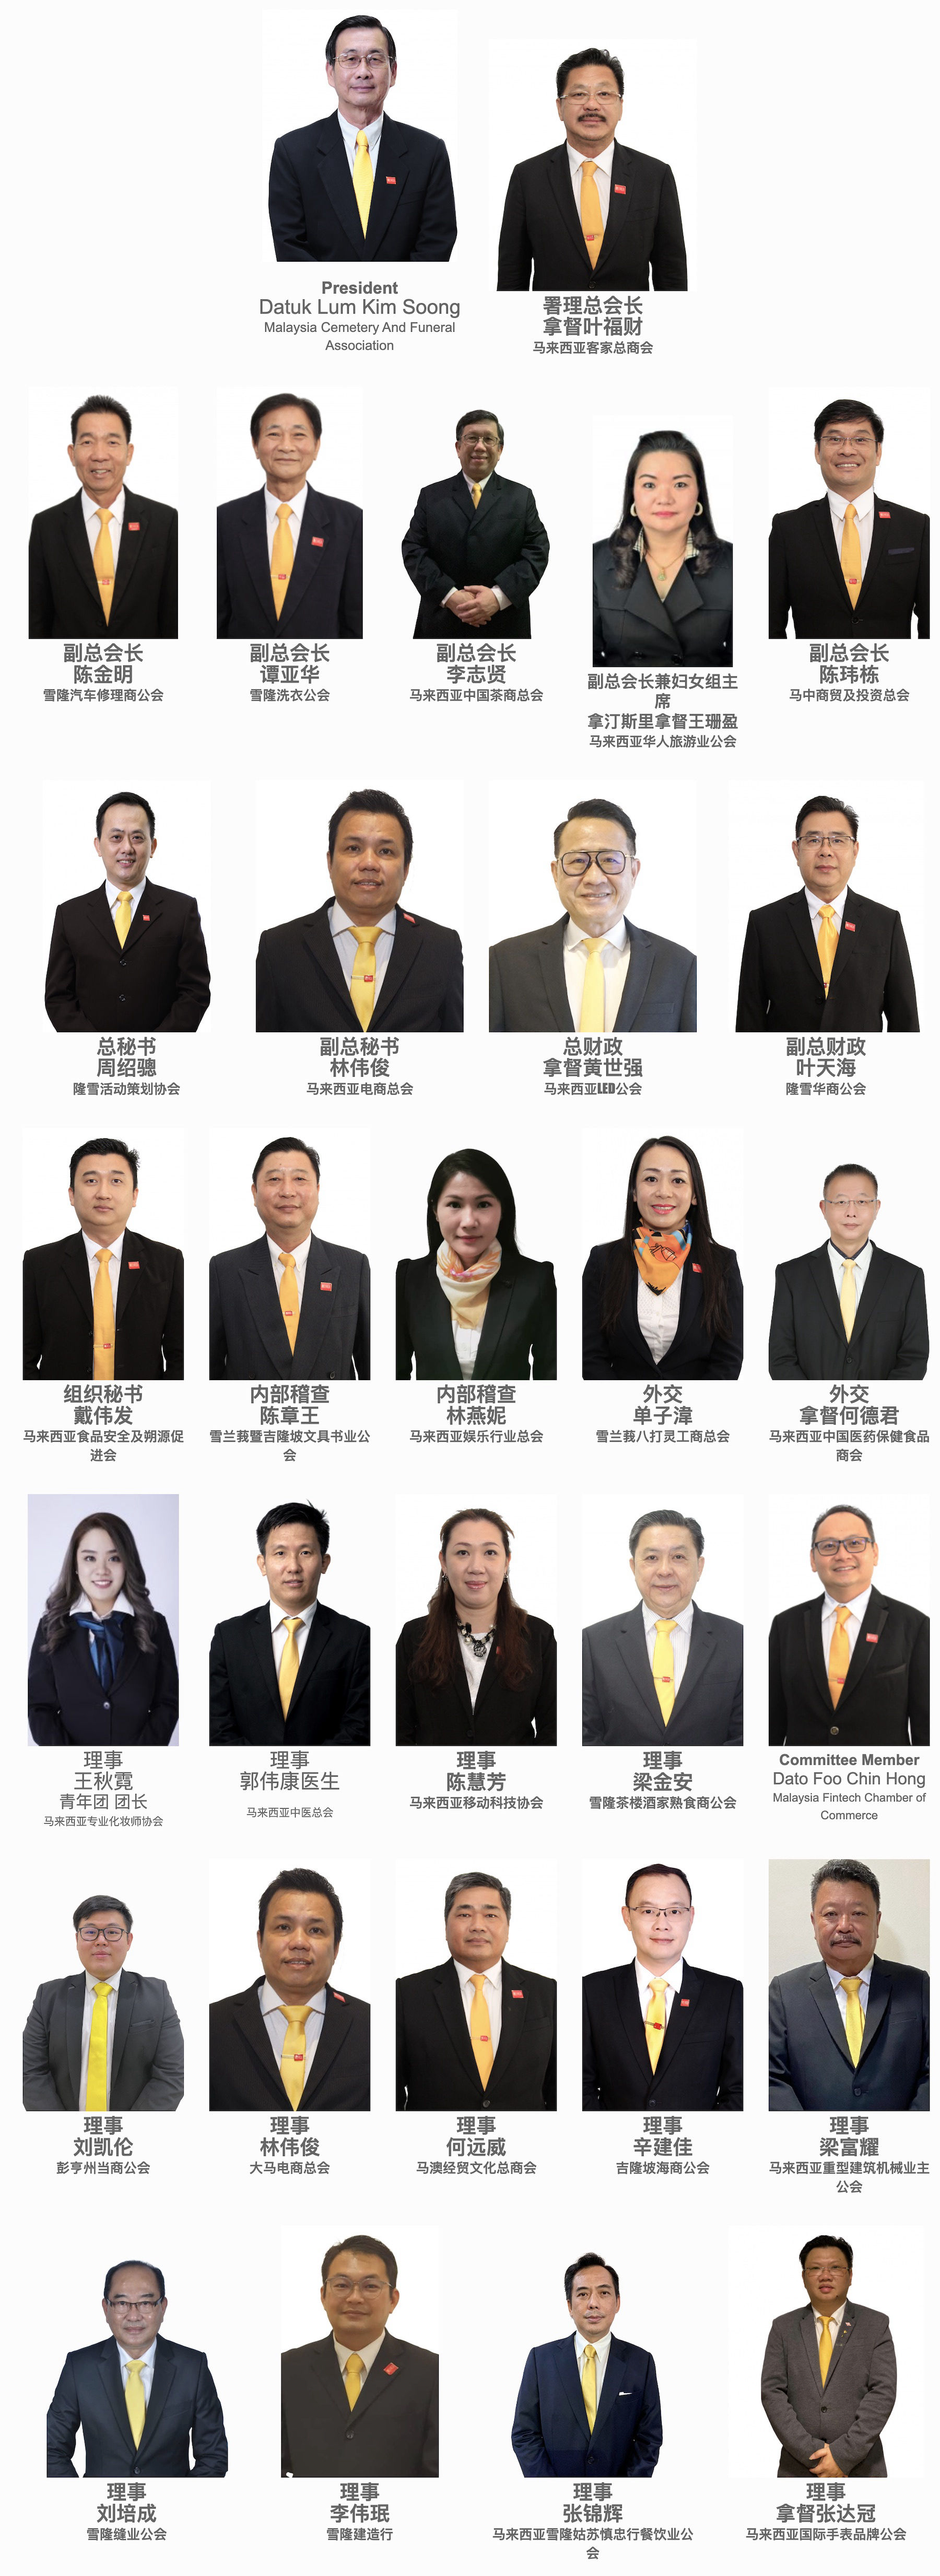 President
Datuk Lum Kim Soong
Malaysia Cemetery And Funeral
Association
署理总会长
拿督叶福财
马来西亚客家总商会
副总会长
陈金明
雪隆汽车修理商公会
副总会长
谭亚华
雪隆洗衣公会
副总会长
李志贤
马来西亚中国茶商总会
副总会长兼妇女组主
席
拿汀斯里拿督王珊盈
马来西亚华人旅游业公会
副总会长
陈玮栋
马中商贸及投资总会
总秘书
周绍骢
隆雪活动策划协会
副总秘书
林伟俊
马来西亚电商总会
总财政
拿督黄世强
马来西亚LED公会
副总财政
叶天海
隆雪华商公会
组织秘书
戴伟发
马来西亚食品安全及朔源促
进会
内部稽查
陈章王
雪兰莪暨吉隆坡文具书业公
会
内部稽查
林燕妮
马来西亚娱乐行业总会
外交
单子湋
雪兰莪八打灵工商总会
外交
拿督何德君
马来西亚中国医药保健食品
商会
理事
王秋霓
青年团 团长
马来西亚专业化妆师协会
理事
郭伟康医生
马来西亚中医总会
理事
陈慧芳
马来西亚移动科技协会
理事
梁金安
雪隆茶楼酒家熟食商公会
Committee Member
Dato Foo Chin Hong
Malaysia Fintech Chamber of
Commerce
理事
刘凯伦
彭亨州当商公会
理事
林伟俊
大马电商总会
理事
何远威
马澳经贸文化总商会
理事
辛建佳
吉隆坡海商公会
理事
梁富耀
马来西亚重型建筑机械业主
公会
理事
刘培成
雪隆缝业公会
理事
李伟珉
雪隆建造行
理事
张锦辉
马来西亚雪隆姑苏慎忠行餐饮业公
会
理事
拿督张达冠
马来西亚国际手表品牌公会